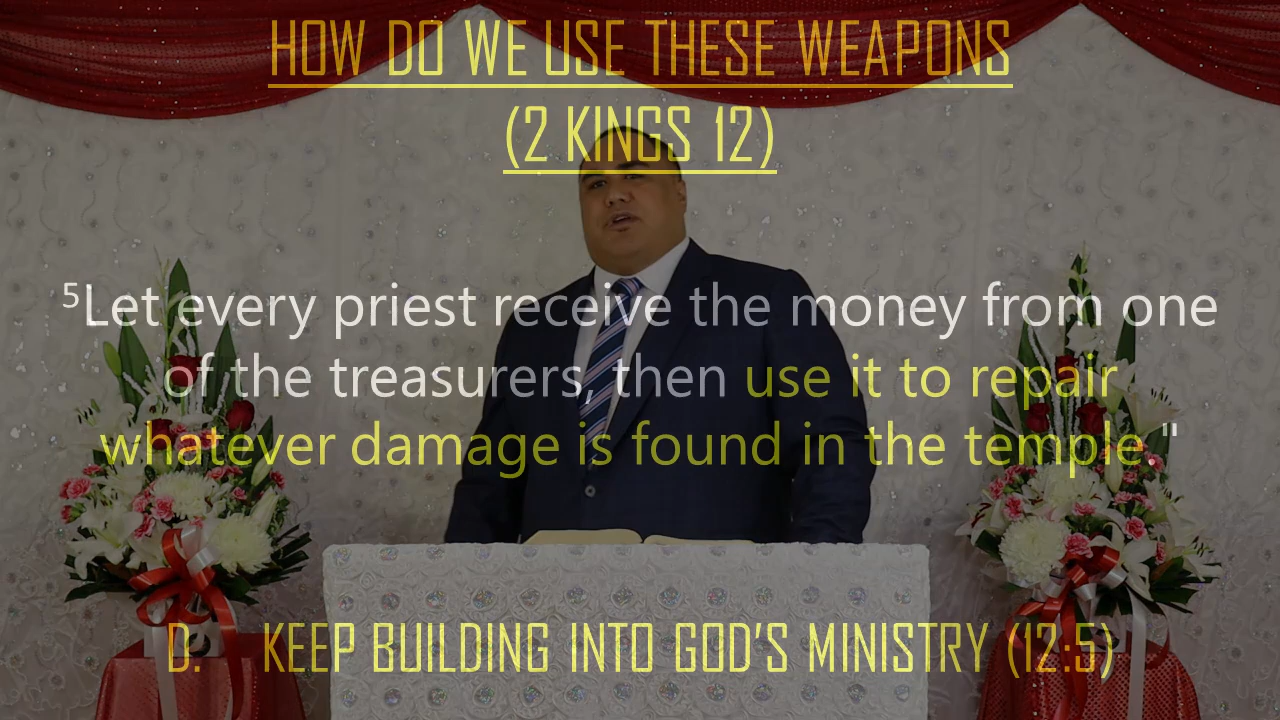 HOW DO WE USE THESE WEAPONS
(2 KINGS 12)
⁵Let every priest receive the money from one
of the treasurers, then use it to repair
whatever damage is found in the temple."
D. KEEP BUILDING INTO GOD'S MINISTRY (12:5)